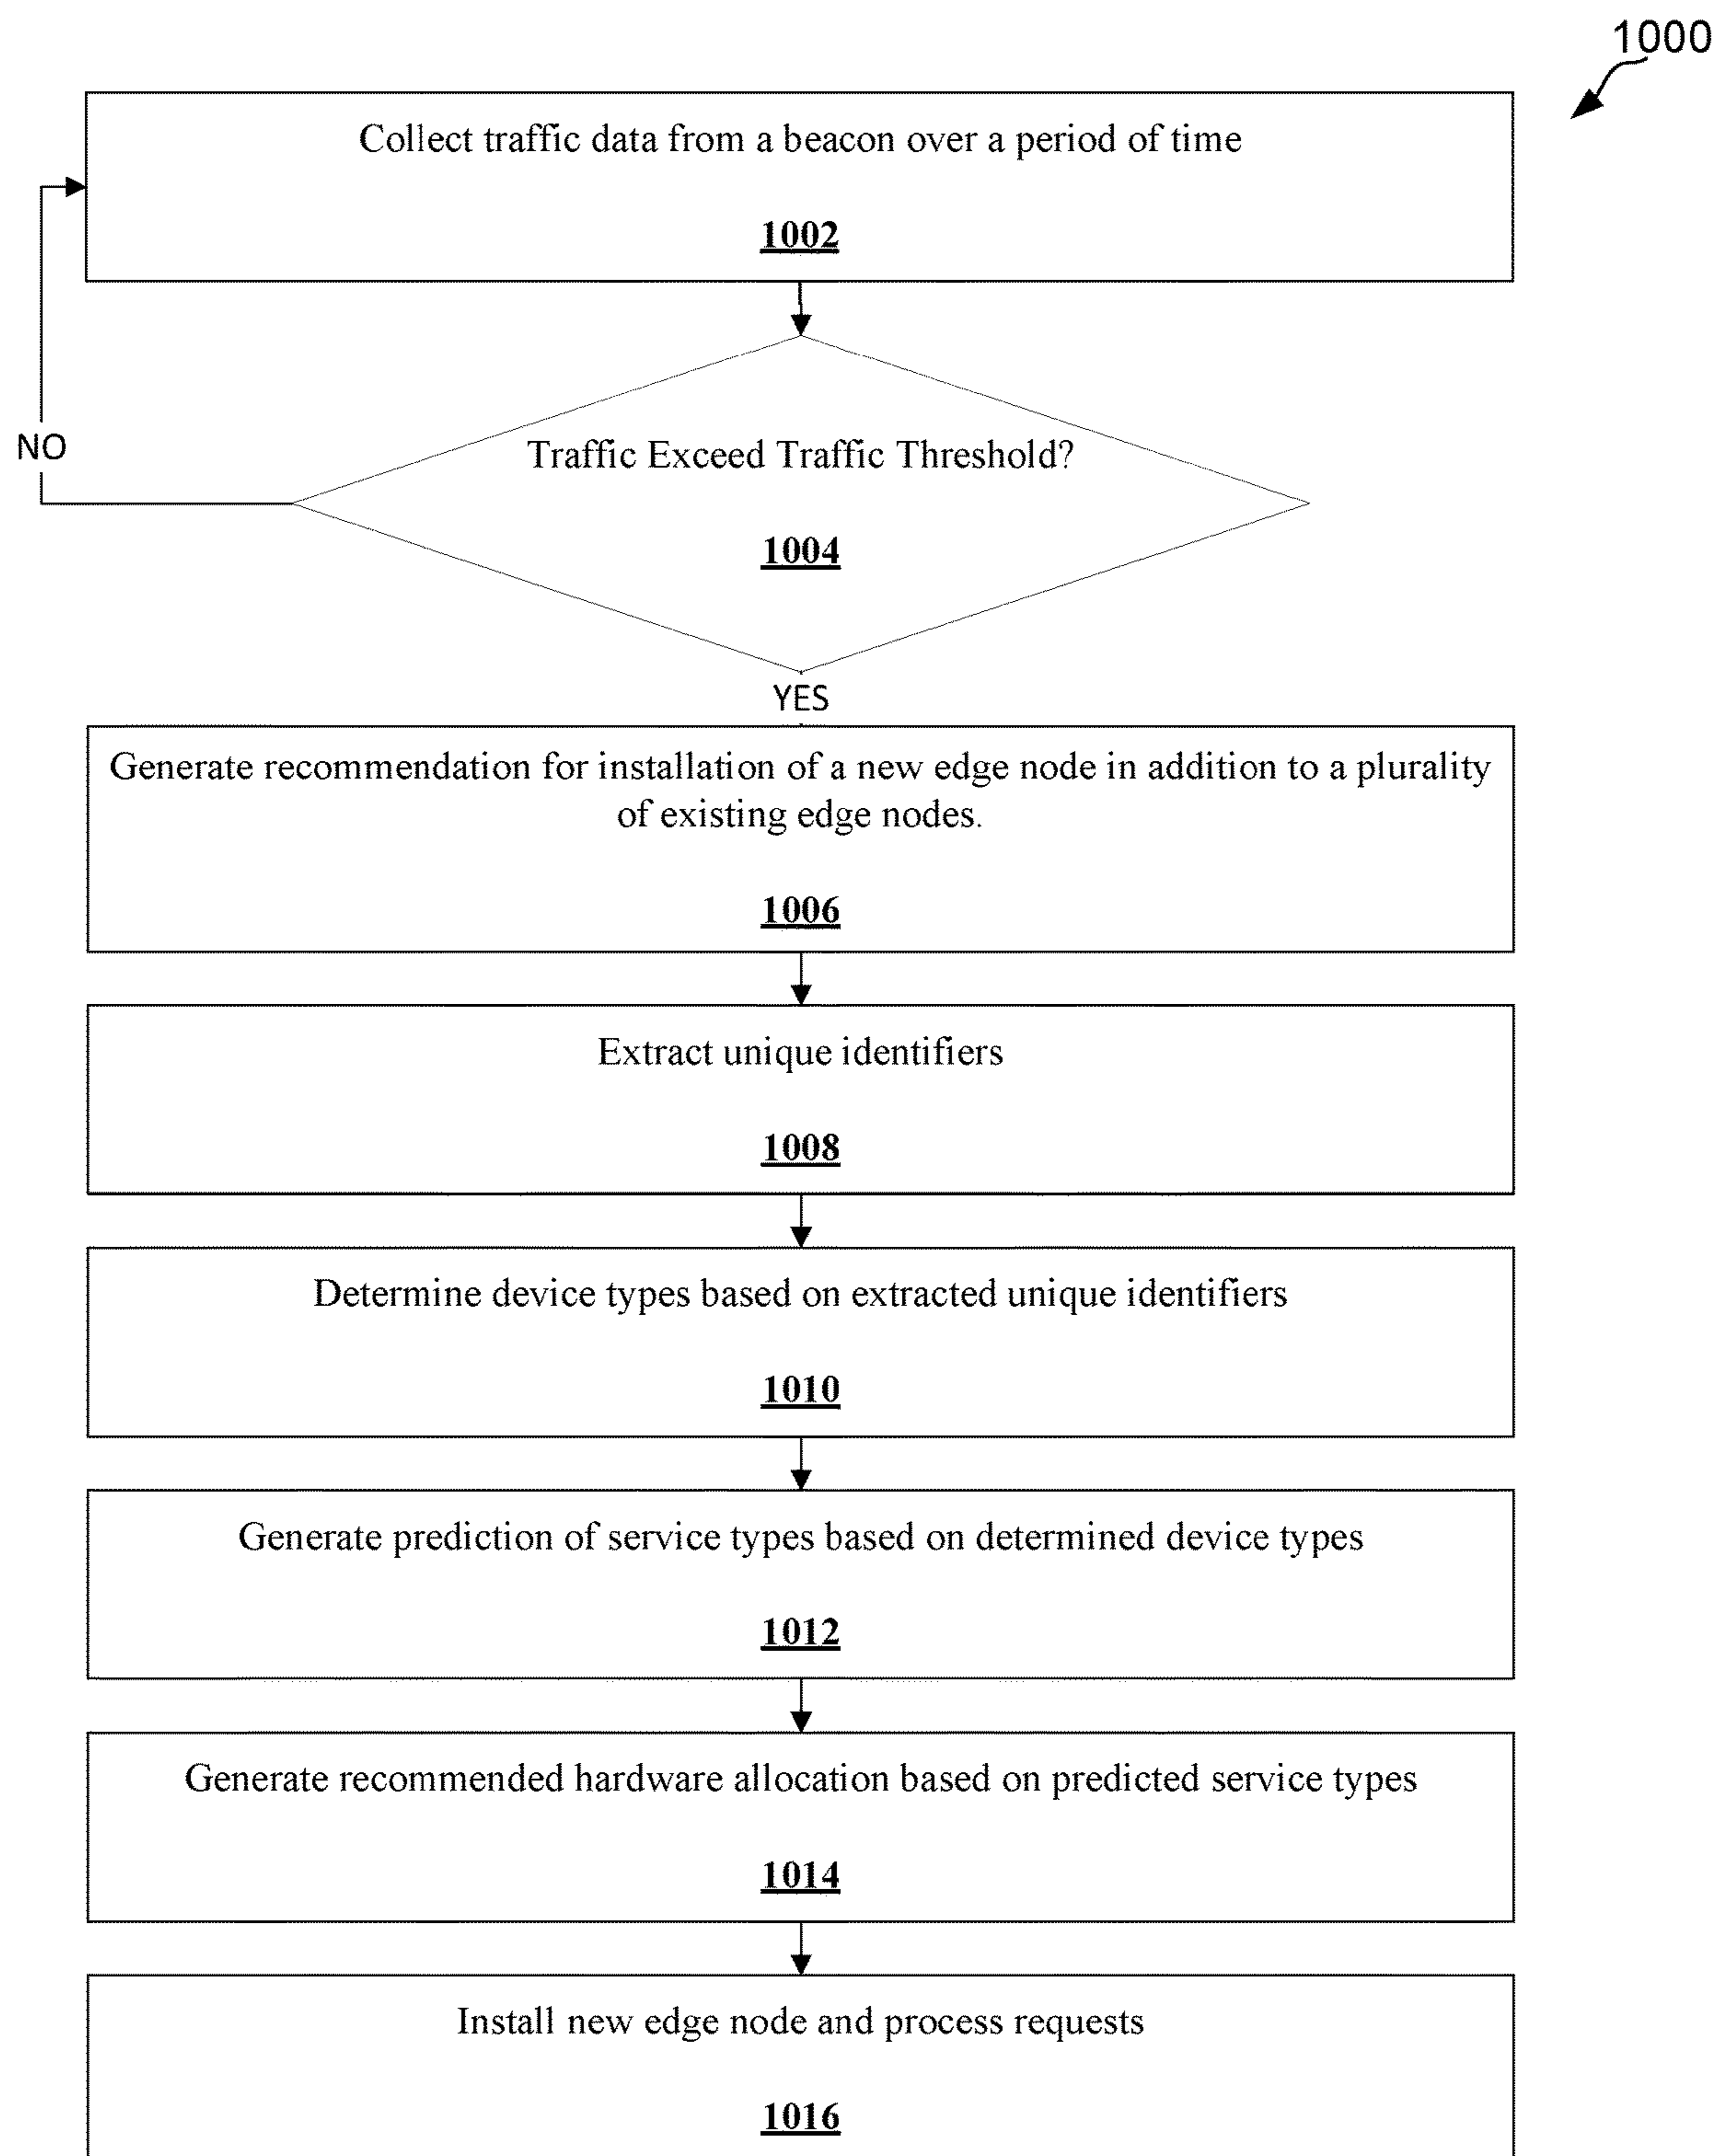 1000
Collect traffic data from a beacon over a period of time
1002
Traffic Exceed Traffic Threshold?
NO
1004
YES
Generate recommendation for installation of a new edge node in addition to a plurality
of existing edge nodes.
1006
Extract unique identifiers
1008
Determine device types based on extracted unique identifiers
1010
Generate prediction of service types based on determined device types
1012
Generate recommended hardware allocation based on predicted service types
1014
Install new edge node and process requests
1016